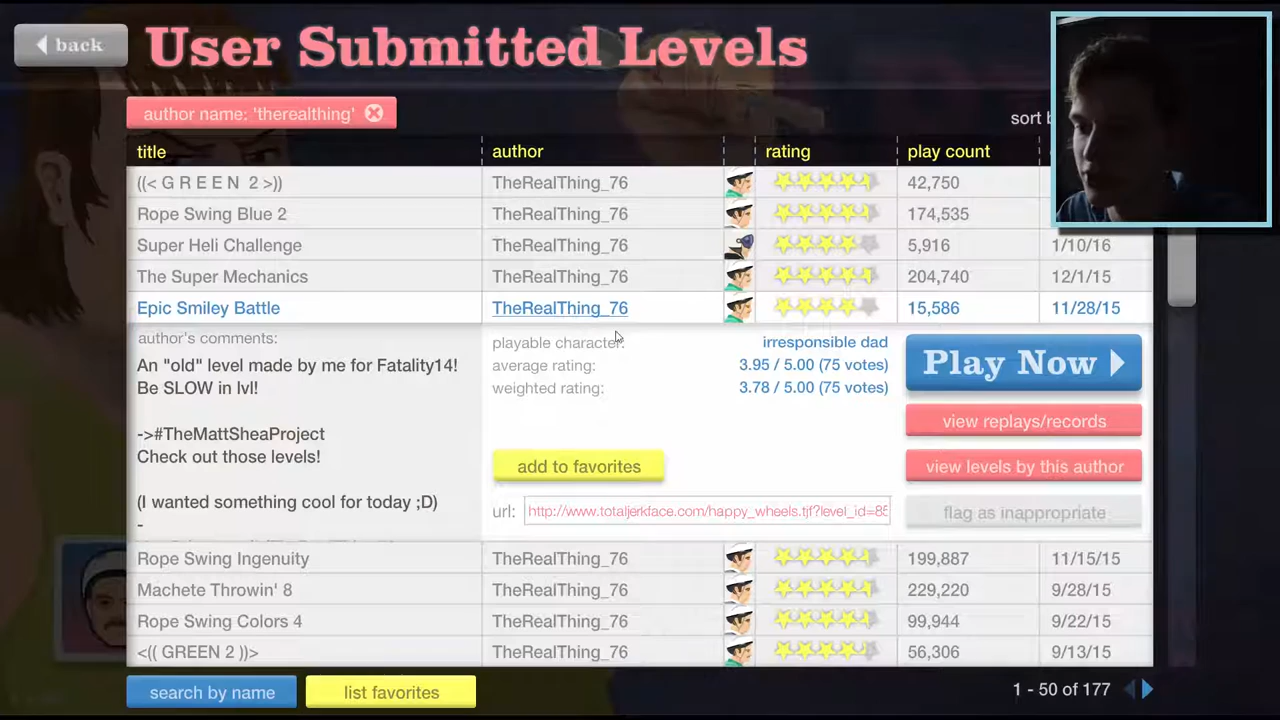 back
User Submitted Levels
author name: 'therealthing'
sort b
title author rating play count
((< G R E E N 2 >)) TheRealThing_76 42,750
Rope Swing Blue 2 TheRealThing_76 174,535
Super Heli Challenge TheRealThing_76 5,916 1/10/16
The Super Mechanics TheRealThing_76 204,740 12/1/15
Epic Smiley Battle TheRealThing_76 15,586 11/28/15
author's comments:
An "old" level made by me for Fatality14!
Be SLOW in lvl!
->#TheMattSheaProject
Check out those levels!
(I wanted something cool for today ;D)
-
playable character: irresponsible dad
average rating: 3.95 / 5.00 (75 votes)
weighted rating: 3.78 / 5.00 (75 votes)
add to favorites
url: http://www.totaljerkface.com/happy_wheels.tjf?level_id=85
Play Now
view replays/records
view levels by this author
flag as inappropriate
Rope Swing Ingenuity TheRealThing_76 199,887 11/15/15
Machete Throwin' 8 TheRealThing_76 229,220 9/28/15
Rope Swing Colors 4 TheRealThing_76 99,944 9/22/15
<(( GREEN 2 ))> TheRealThing_76 56,306 9/13/15
search by name list favorites 1 - 50 of 177